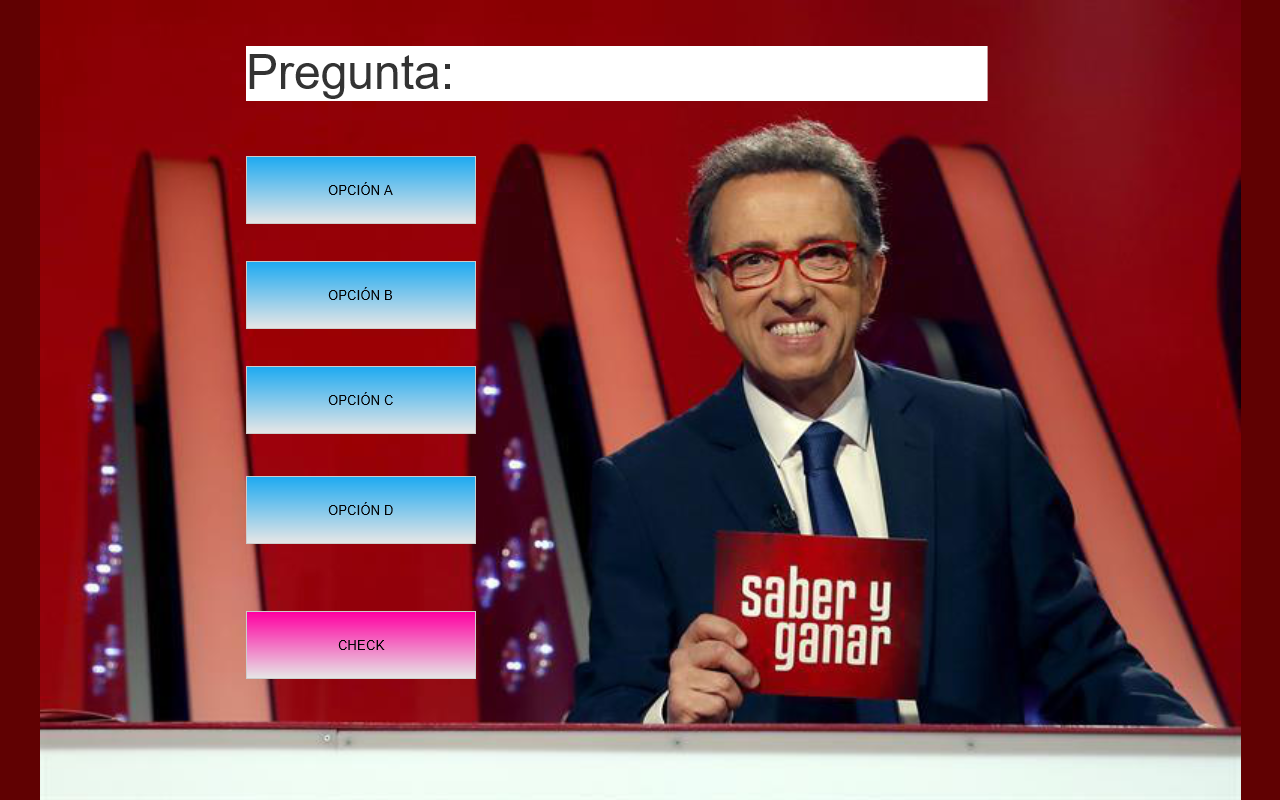 Pregunta:
OPCIÓN A
OPCIÓN B
OPCIÓN C
OPCIÓN D
CHECK
saber y
ganar